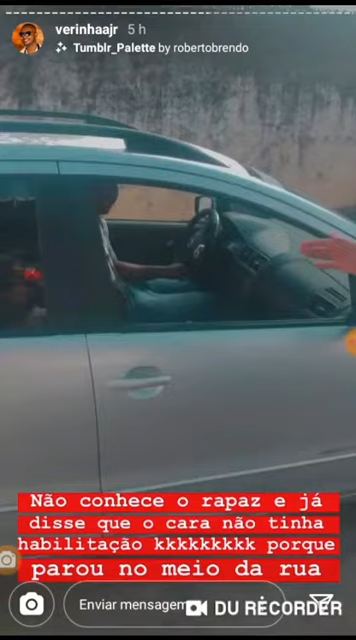 verinhaajr 5 h
Tumblr_Palette by robertobrendo
Não conhece o rapaz e já
disse que o cara não tinha
habilitação kkkkkkkkk porque
parou no meio da rua
Enviar mensagem
DU RECORDER